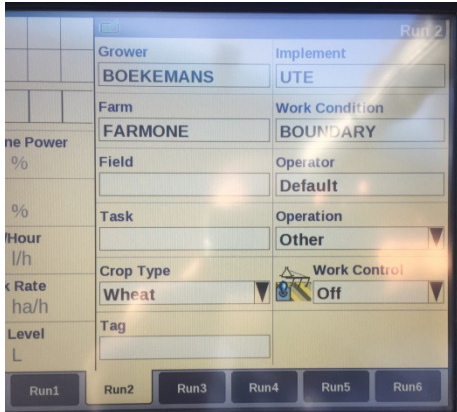 Run 2
Grower
BOEKEMANS
Implement
UTE
Farm
FARMONE
Work Condition
BOUNDARY
Field
Operator
Default
Task
Operation
Other
Crop Type
Wheat
Work Control
Off
Tag
ne Power
%
%
/Hour
l/h
k Rate
ha/h
Level
L
Run1
Run2
Run3
Run4
Run5
Run6